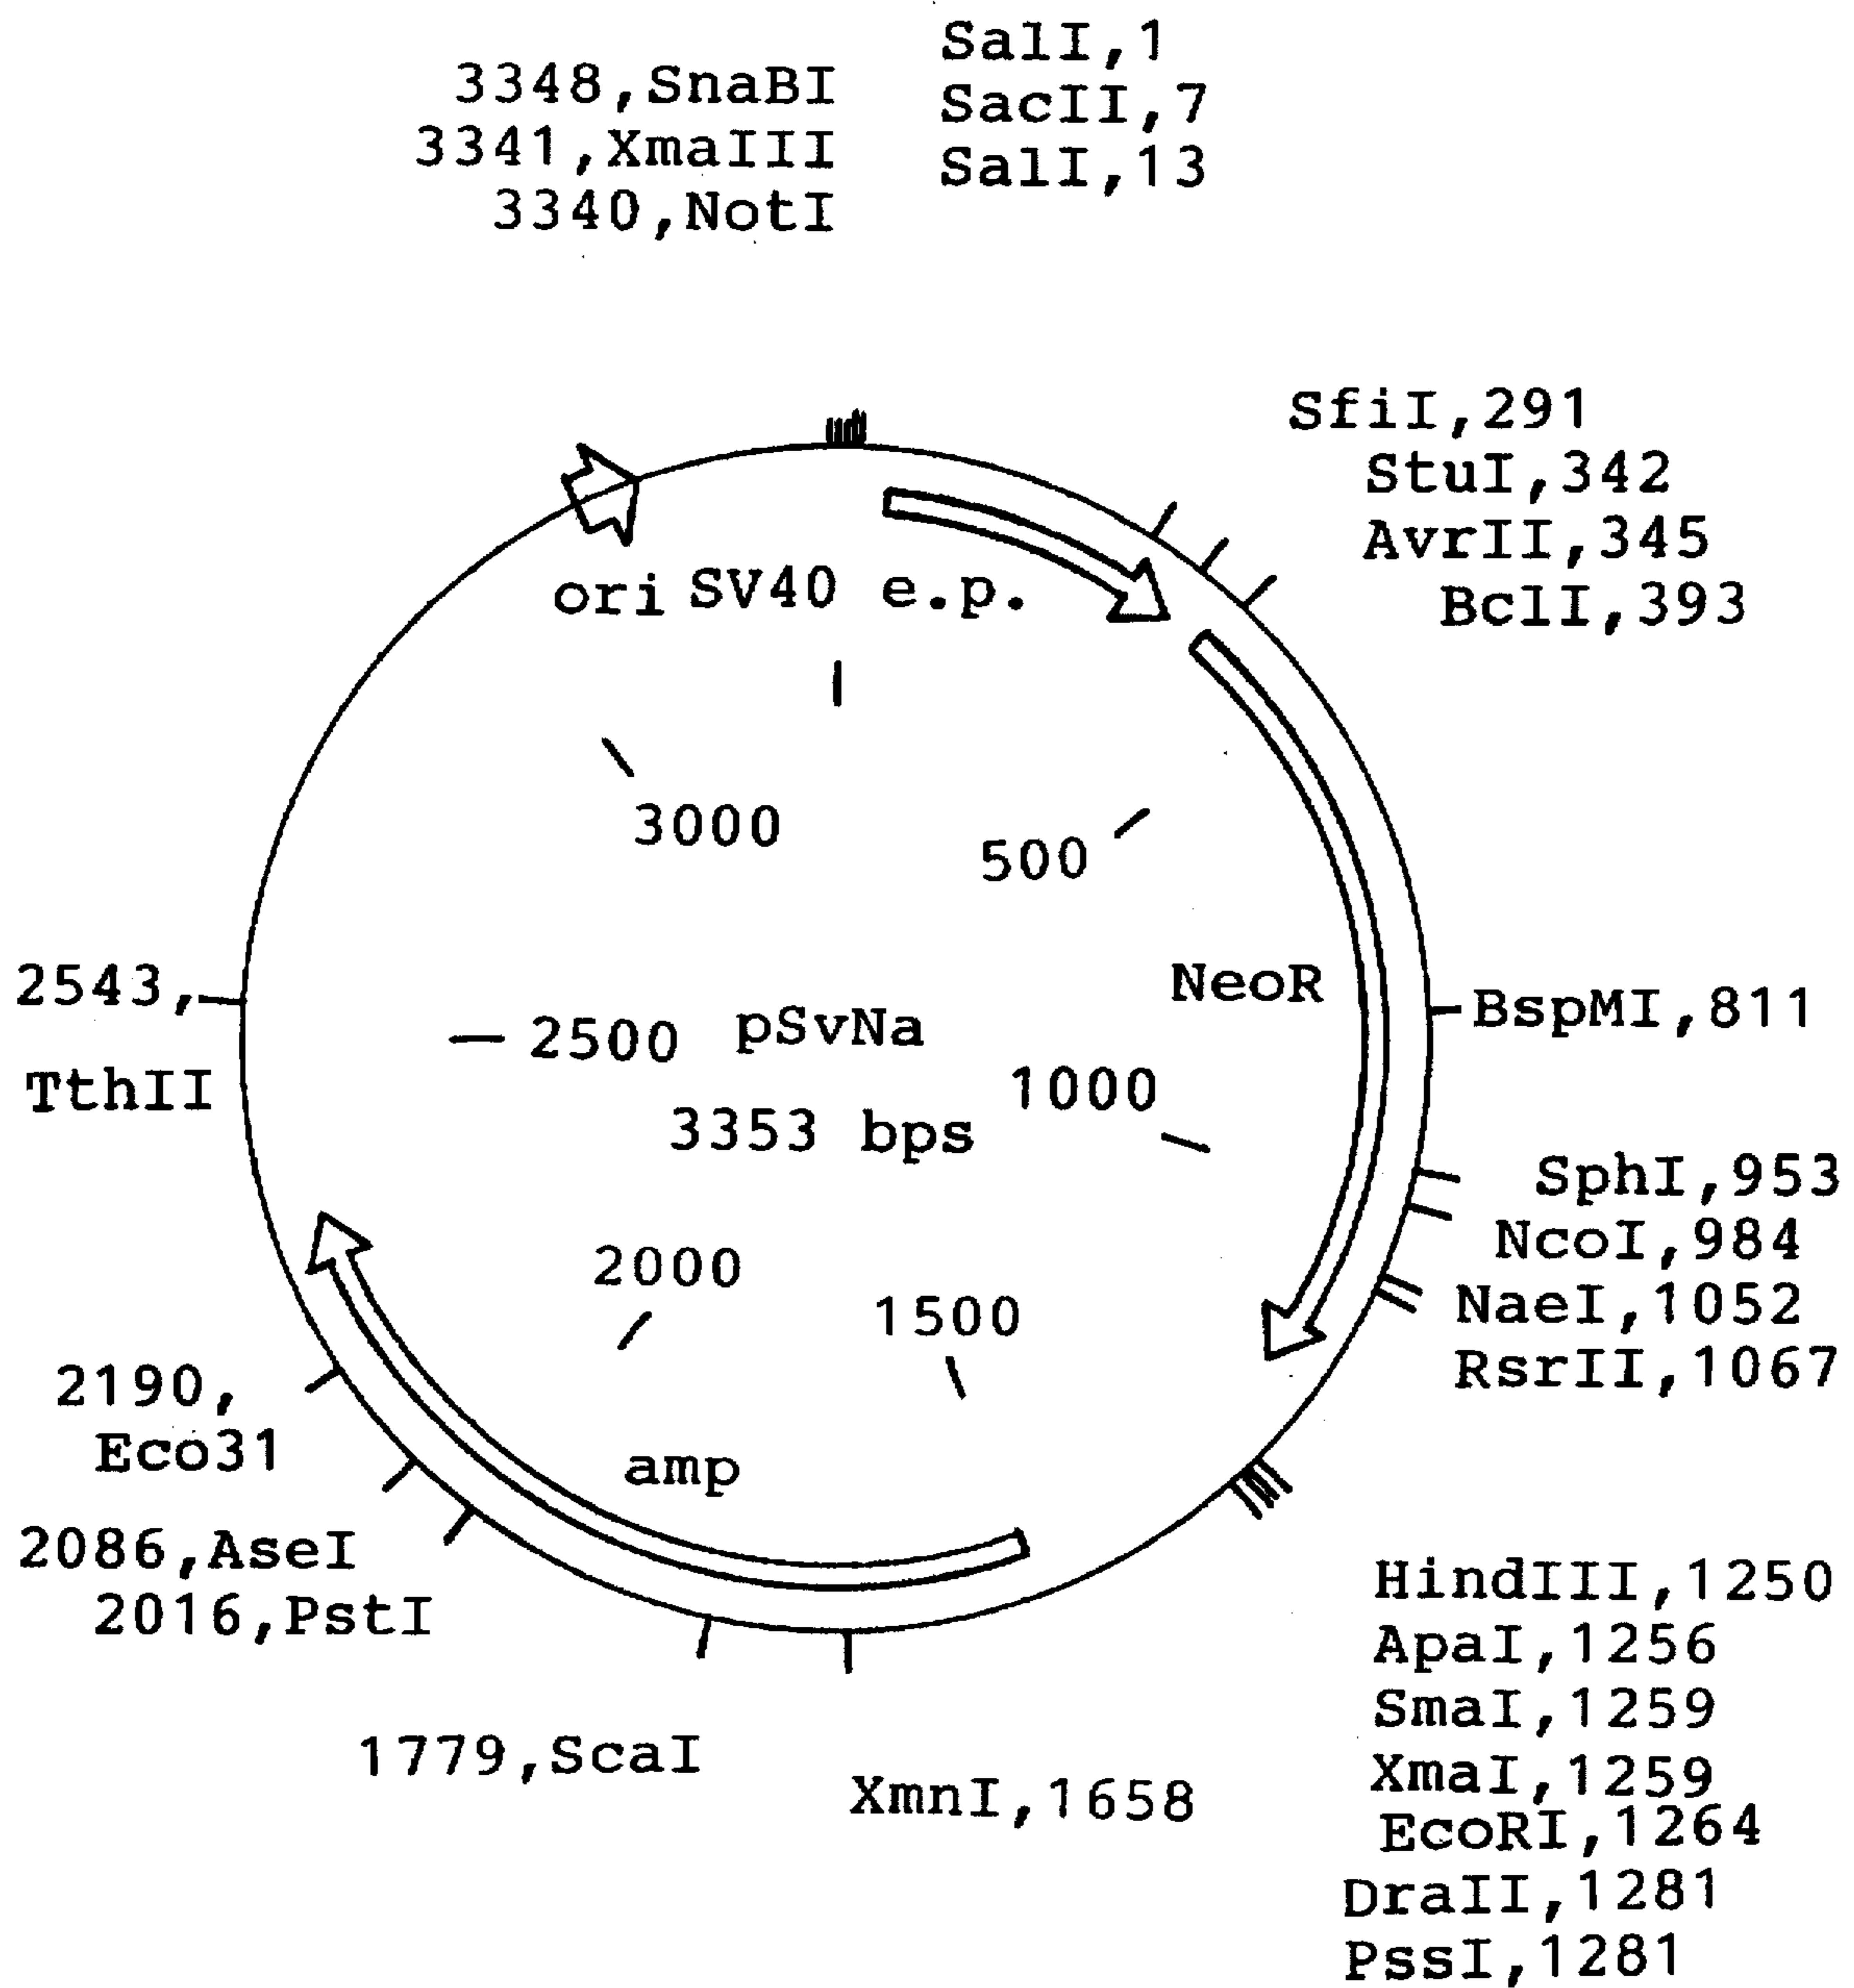 3348,SnaBI
3341,XmaIII
3340,NotI
SalI,1
SacII,7
SalI,13
SfiI,291
StuI,342
AvrII,345
BclI,393
ori
SV40 e.p.
3000
500
NeoR
BspMI,811
2543,
TthII
2500
pSvNa
3353 bps
1000
SphI,953
NcoI,984
NaeI,1052
RsrII,1067
2000
1500
2190,
Eco31
amp
2086,AseI
2016,PstI
1779,ScaI
XmnI,1658
HindIII,1250
ApaI,1256
SmaI,1259
XmaI,1259
EcoRI,1264
DraII,1281
PssI,1281